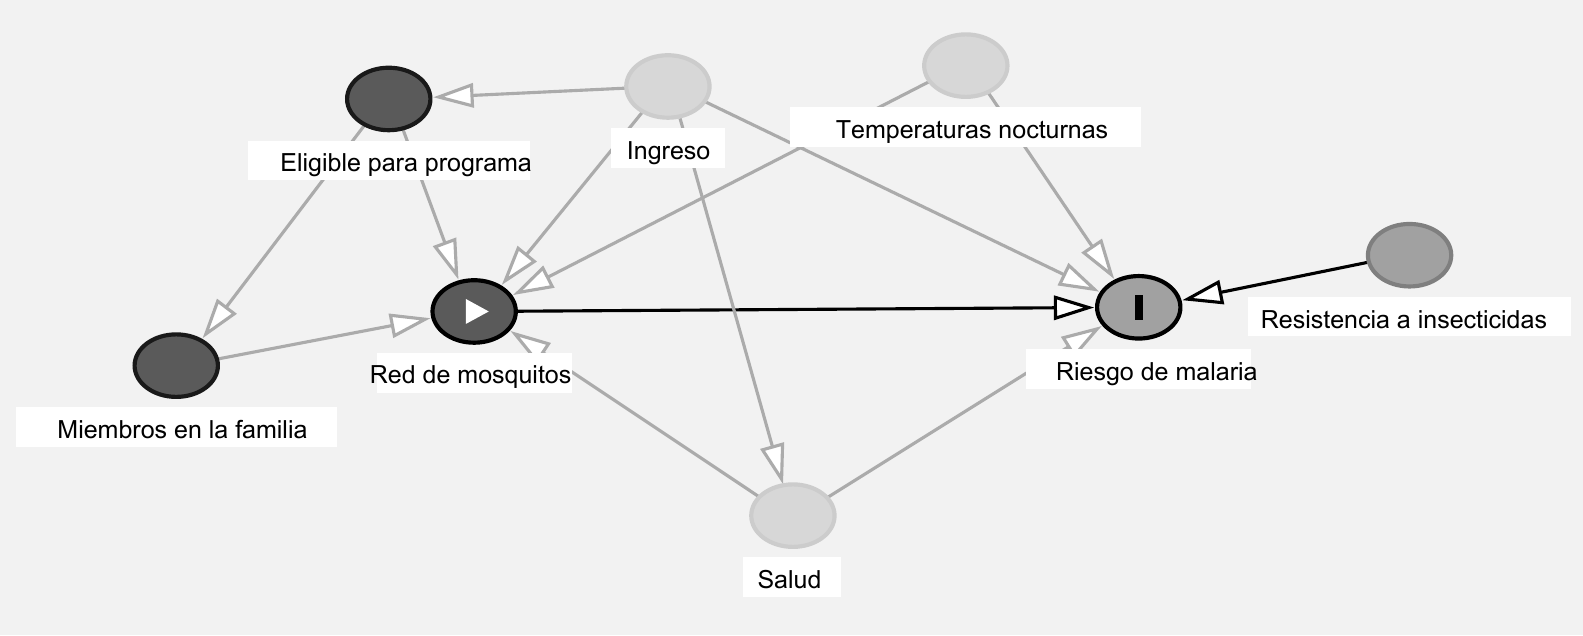 Temperaturas nocturnas
Ingreso
Eligible para programa
Resistencia a insecticidas
Red de mosquitos
Riesgo de malaria
Miembros en la familia
Salud